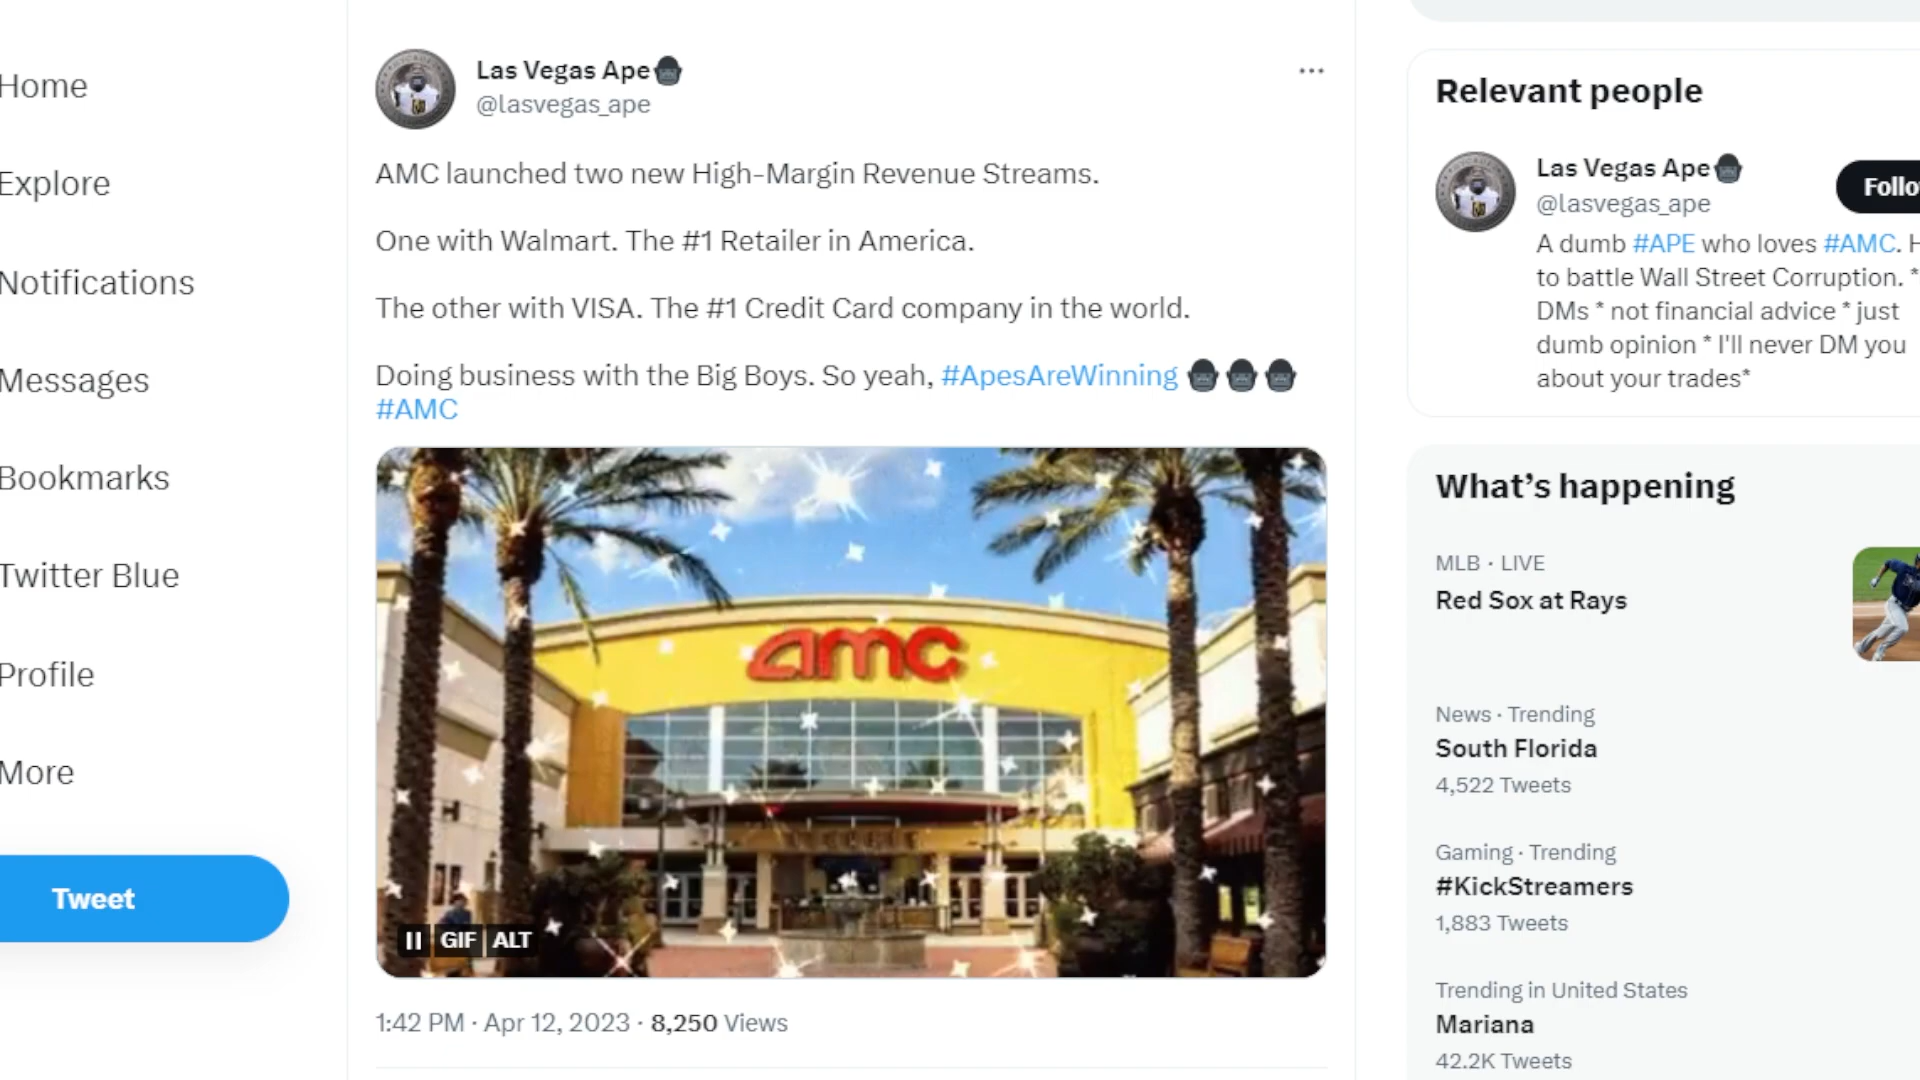 Home
Explore
Notifications
Messages
Bookmarks
Twitter Blue
Profile
More
Tweet
Las Vegas Ape
@lasvegas_ape
AMC launched two new High-Margin Revenue Streams.
One with Walmart. The #1 Retailer in America.
The other with VISA. The #1 Credit Card company in the world.
Doing business with the Big Boys. So yeah, #ApesAreWinning
#AMC
amc
GIF ALT
1:42 PM · Apr 12, 2023 · 8,250 Views
Relevant people
Las Vegas Ape
@lasvegas_ape
Follo
A dumb #APE who loves #AMC. H
to battle Wall Street Corruption. *
DMs * not financial advice * just
dumb opinion * I'll never DM you
about your trades*
What’s happening
MLB · LIVE
Red Sox at Rays
News · Trending
South Florida
4,522 Tweets
Gaming · Trending
#KickStreamers
1,883 Tweets
Trending in United States
Mariana
42.2K Tweets